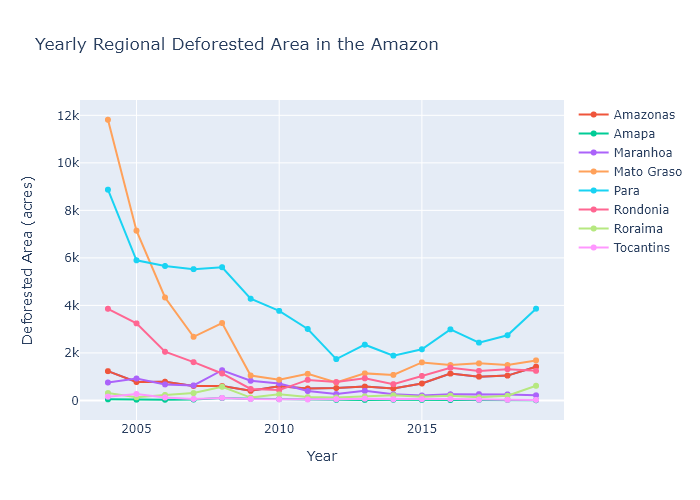 Yearly Regional Deforested Area in the Amazon
Deforested Area (acres)
12k
10k
8k
6k
4k
2k
0
2005
2010
2015
Year
Amazonas
Amapa
Maranhoa
Mato Graso
Para
Rondonia
Roraima
Tocantins